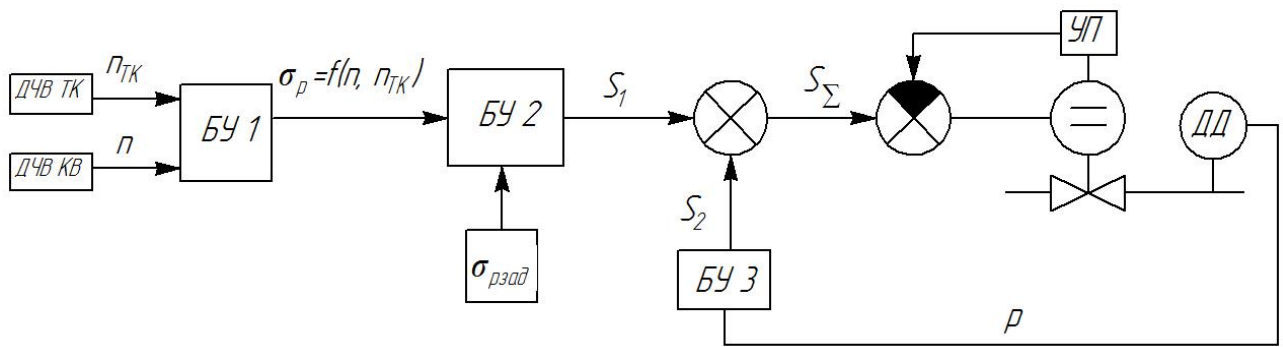 ДЧВ ТК
n_ТК
ДЧВ КВ
n
БУ 1
σ_р=f(n, n_ТК)
БУ 2
σ_рзад
S_1
S_2
БУ 3
S_Σ
УП
ДД
p